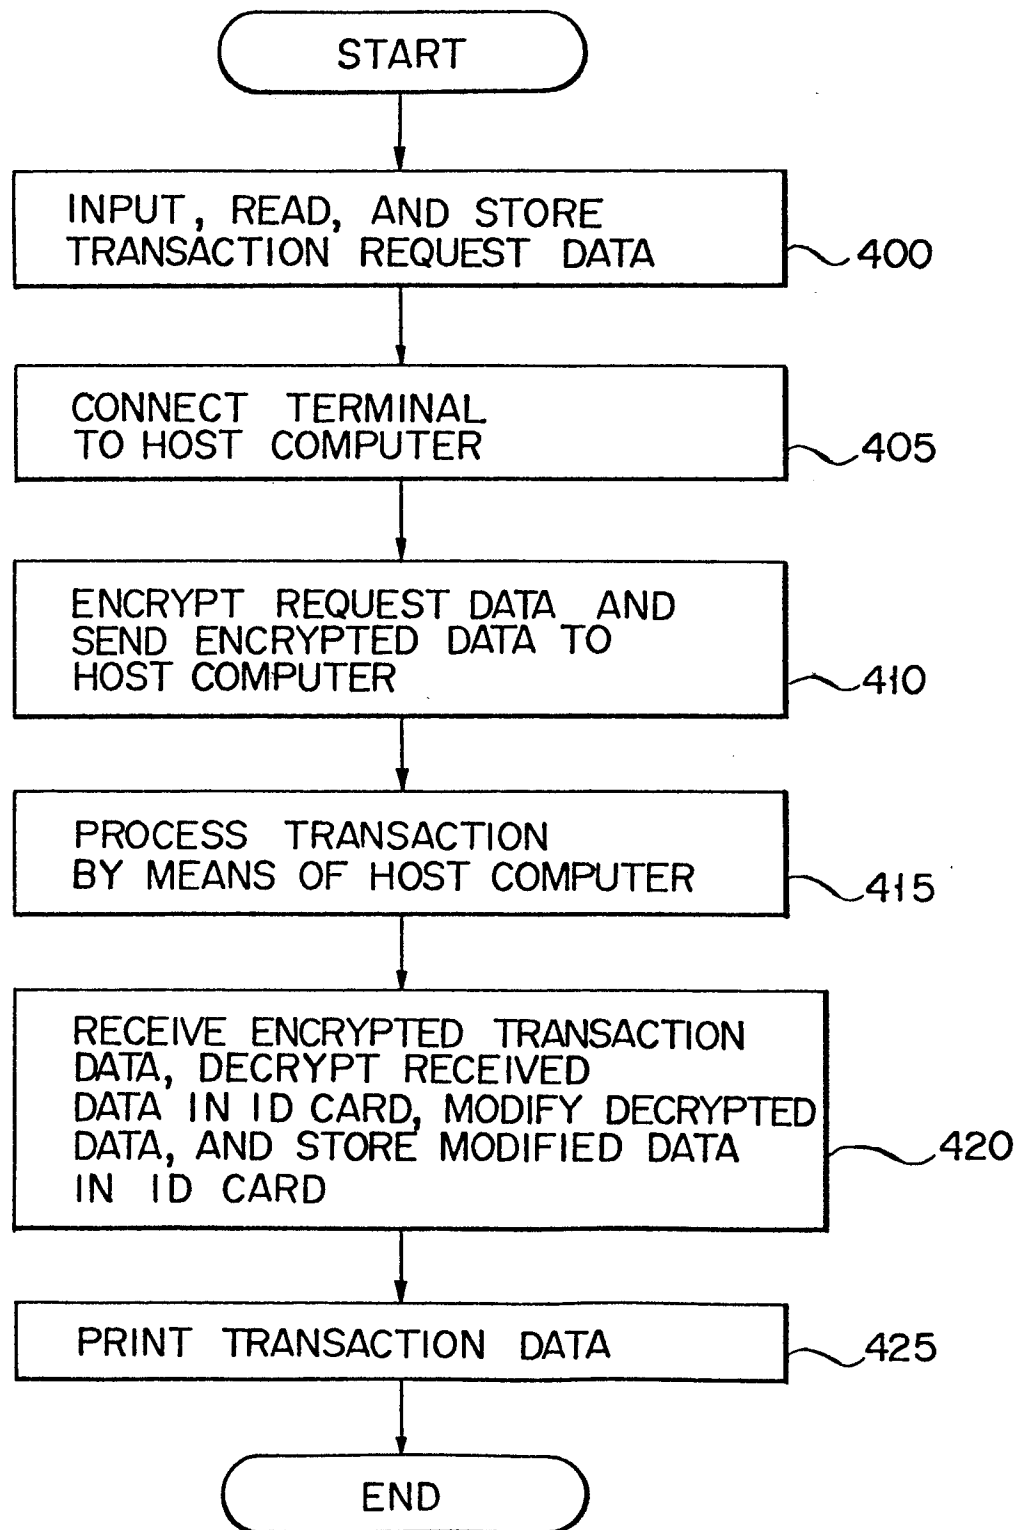 START
INPUT, READ, AND STORE
TRANSACTION REQUEST DATA
400
CONNECT TERMINAL
TO HOST COMPUTER
405
ENCRYPT REQUEST DATA AND
SEND ENCRYPTED DATA TO
HOST COMPUTER
410
PROCESS TRANSACTION
BY MEANS OF HOST COMPUTER
415
RECEIVE ENCRYPTED TRANSACTION
DATA, DECRYPT RECEIVED
DATA IN ID CARD, MODIFY DECRYPTED
DATA, AND STORE MODIFIED DATA
IN ID CARD
420
PRINT TRANSACTION DATA
425
END